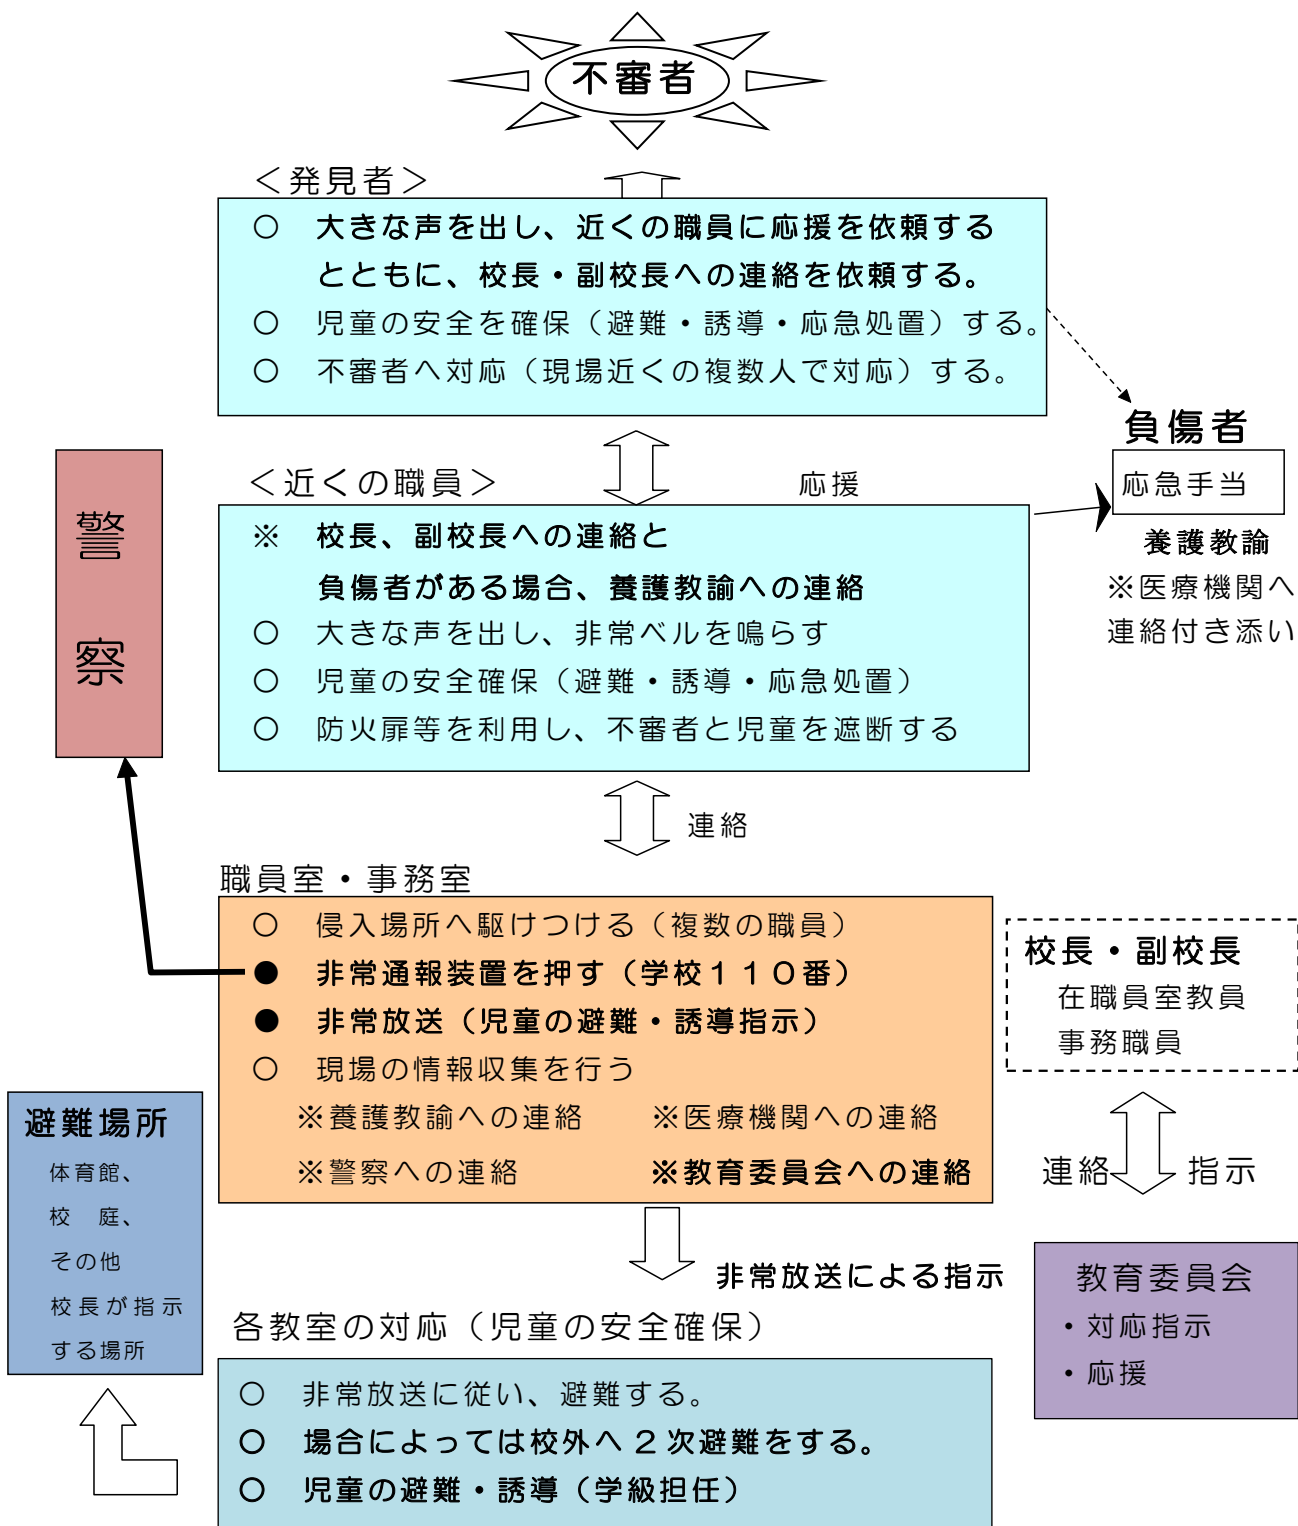 不審者
＜発見者＞
○　大きな声を出し、近くの職員に応援を依頼する
とともに、校長・副校長への連絡を依頼する。
○　児童の安全を確保（避難・誘導・応急処置）する。
○　不審者へ対応（現場近くの複数人で対応）する。
負傷者
応急手当
養護教諭
※医療機関へ
連絡付き添い
警
察
＜近くの職員＞
応援
※　校長、副校長への連絡と
負傷者がある場合、養護教諭への連絡
○　大きな声を出し、非常ベルを鳴らす
○　児童の安全確保（避難・誘導・応急処置）
○　防火扉等を利用し、不審者と児童を遮断する
連絡
職員室・事務室
○　侵入場所へ駆けつける（複数の職員）
●　非常通報装置を押す（学校１１０番）
●　非常放送（児童の避難・誘導指示）
○　現場の情報収集を行う
※養護教諭への連絡　　※医療機関への連絡
※警察への連絡　　※教育委員会への連絡
校長・副校長
在職員室教員
事務職員
連絡　指示
教育委員会
・対応指示
・応援
避難場所
体育館、
校　庭、
その他
校長が指示
する場所
非常放送による指示
各教室の対応（児童の安全確保）
○　非常放送に従い、避難する。
○　場合によっては校外へ２次避難をする。
○　児童の避難・誘導（学級担任）